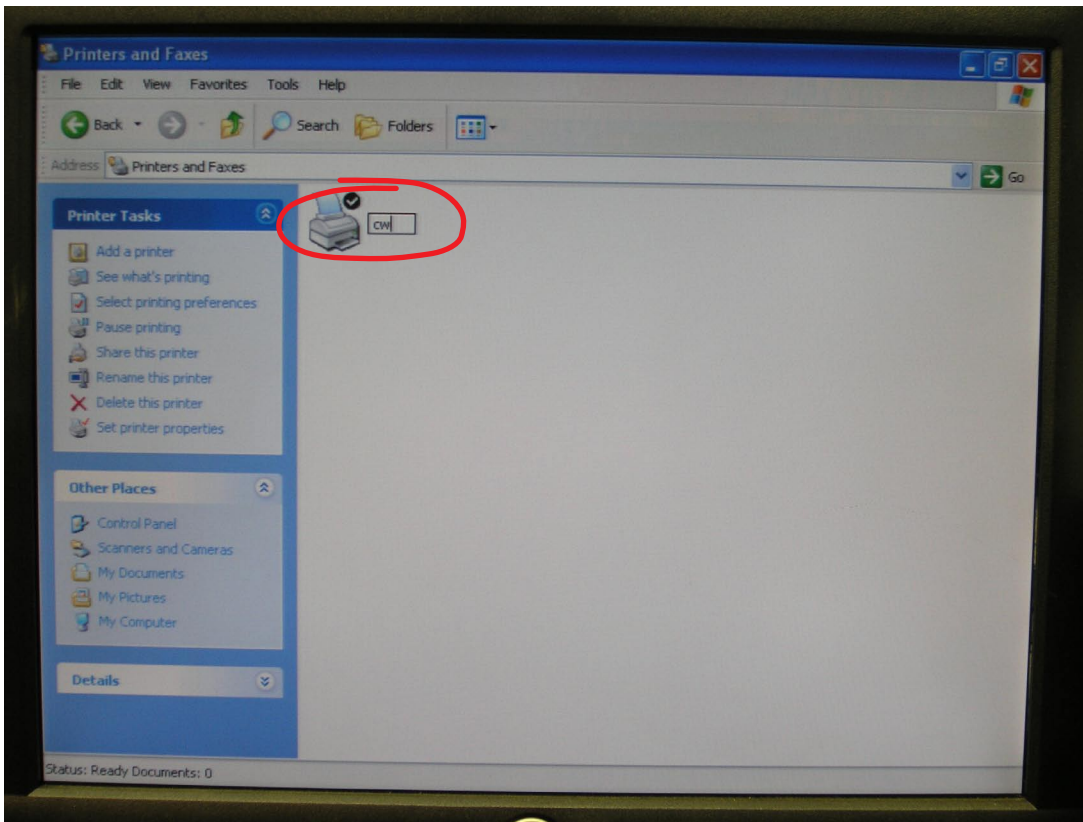 Printers and Faxes
File Edit View Favorites Tools Help
Back Search Folders
Address Printers and Faxes Go
Printer Tasks
cw
Add a printer
See what's printing
Select printing preferences
Pause printing
Share this printer
Rename this printer
Delete this printer
Set printer properties
Other Places
Control Panel
Scanners and Cameras
My Documents
My Pictures
My Computer
Details
Status: Ready Documents: 0